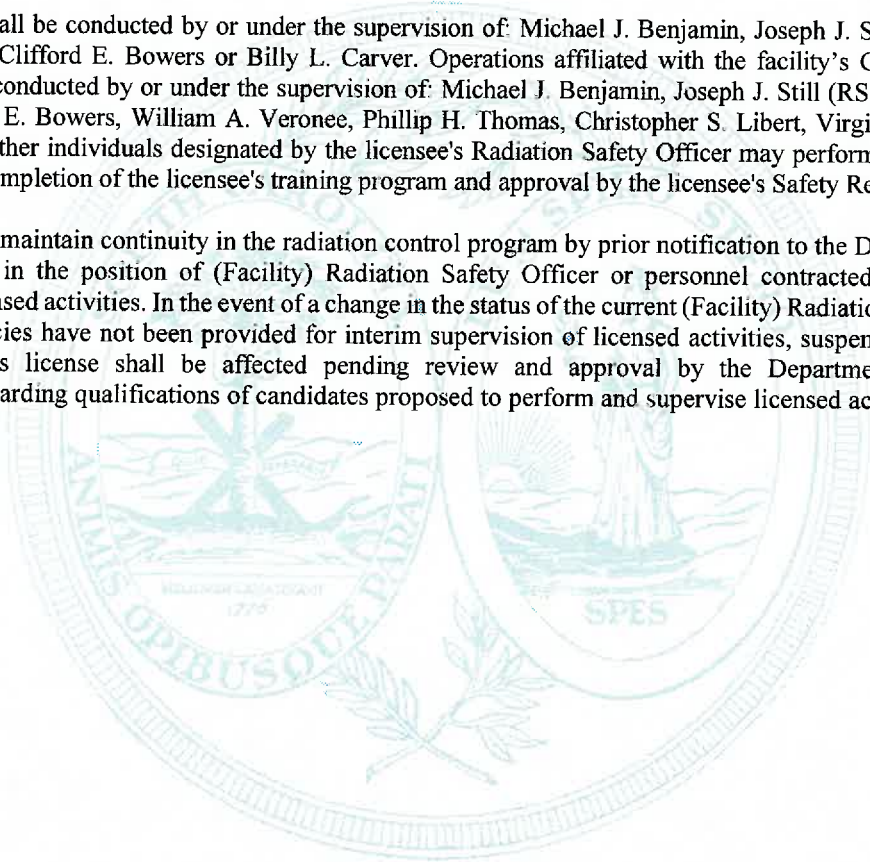 all be conducted by or under the supervision of: Michael J. Benjamin, Joseph J. S
Clifford E. Bowers or Billy L. Carver. Operations affiliated with the facility's C
conducted by or under the supervision of: Michael J. Benjamin, Joseph J. Still (RS
E. Bowers, William A. Veronee, Phillip H. Thomas, Christopher S. Libert, Virgi
ther individuals designated by the licensee's Radiation Safety Officer may perform
mpletion of the licensee's training program and approval by the licensee's Safety Re
maintain continuity in the radiation control program by prior notification to the D
in the position of (Facility) Radiation Safety Officer or personnel contracted
sed activities. In the event of a change in the status of the current (Facility) Radiatio
cies have not been provided for interim supervision of licensed activities, suspen
s license shall be affected pending review and approval by the Departme
arding qualifications of candidates proposed to perform and supervise licensed ac
ANIMIS OPIBUSQUE PARATI
1776
SPES